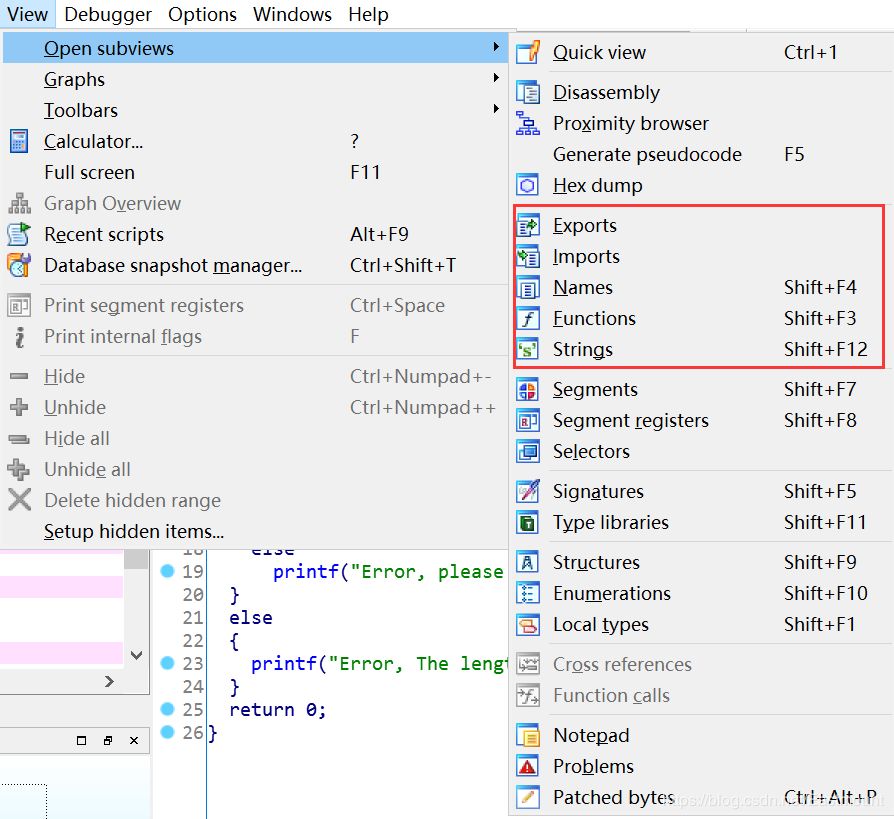 View Debugger Options Windows Help
Open subviews
Graphs
Toolbars
Calculator... ?
Full screen F11
Graph Overview
Recent scripts Alt+F9
Database snapshot manager... Ctrl+Shift+T
Print segment registers Ctrl+Space
Print internal flags F
Hide Ctrl+Numpad+-
Unhide Ctrl+Numpad++
Hide all
Unhide all
Delete hidden range
Setup hidden items...
Quick view Ctrl+1
Disassembly
Proximity browser
Generate pseudocode F5
Hex dump
Exports
Imports
Names Shift+F4
Functions Shift+F3
Strings Shift+F12
Segments Shift+F7
Segment registers Shift+F8
Selectors
Signatures Shift+F5
Type libraries Shift+F11
Structures Shift+F9
Enumerations Shift+F10
Local types Shift+F1
Cross references
Function calls
Notepad
Problems
Patched bytes Ctrl+Alt+P
18 else
19 printf("Error, please
20 }
21 else
22 {
23 printf("Error, The lengt
24 }
25 return 0;
26 }